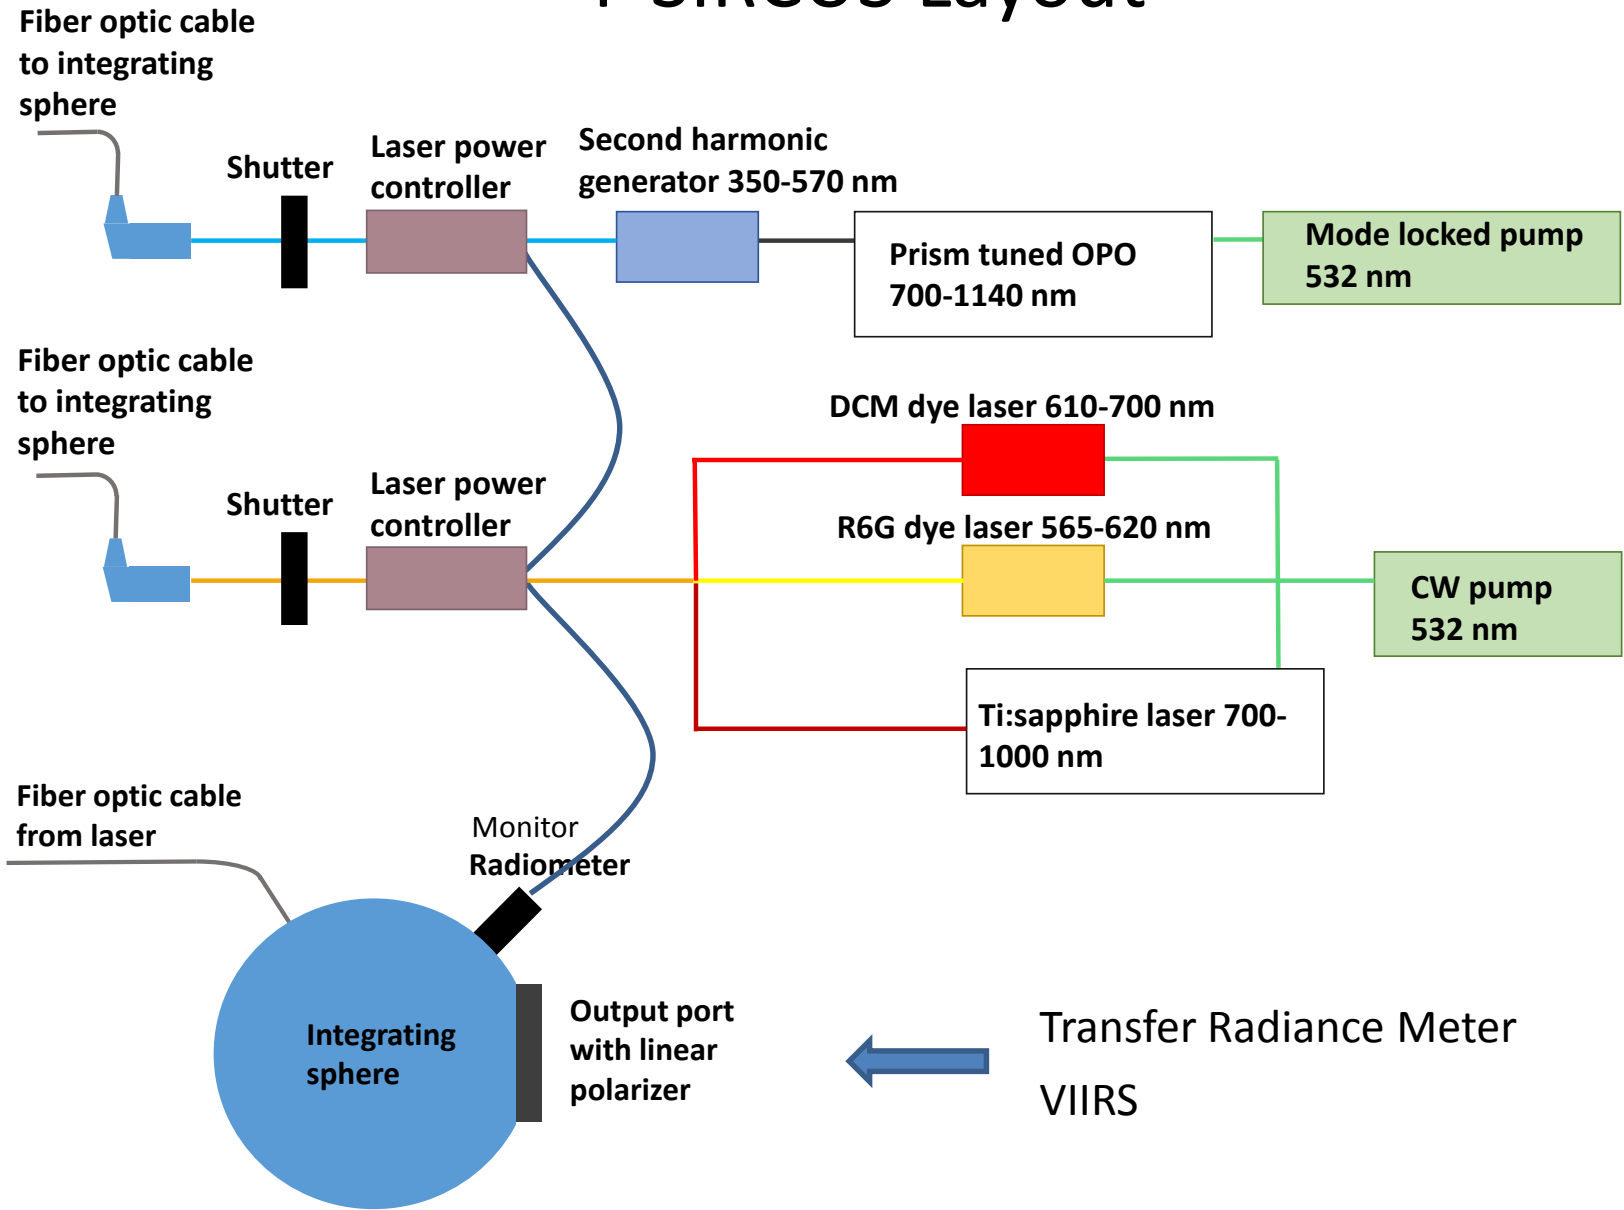 SIRCUS Layout
Fiber optic cable
to integrating
sphere
Shutter
Laser power
controller
Second harmonic
generator 350-570 nm
Prism tuned OPO
700-1140 nm
Mode locked pump
532 nm
Fiber optic cable
to integrating
sphere
Shutter
Laser power
controller
DCM dye laser 610-700 nm
R6G dye laser 565-620 nm
CW pump
532 nm
Ti:sapphire laser 700-
1000 nm
Fiber optic cable
from laser
Monitor
Radiometer
Integrating
sphere
Output port
with linear
polarizer
Transfer Radiance Meter
VIIRS